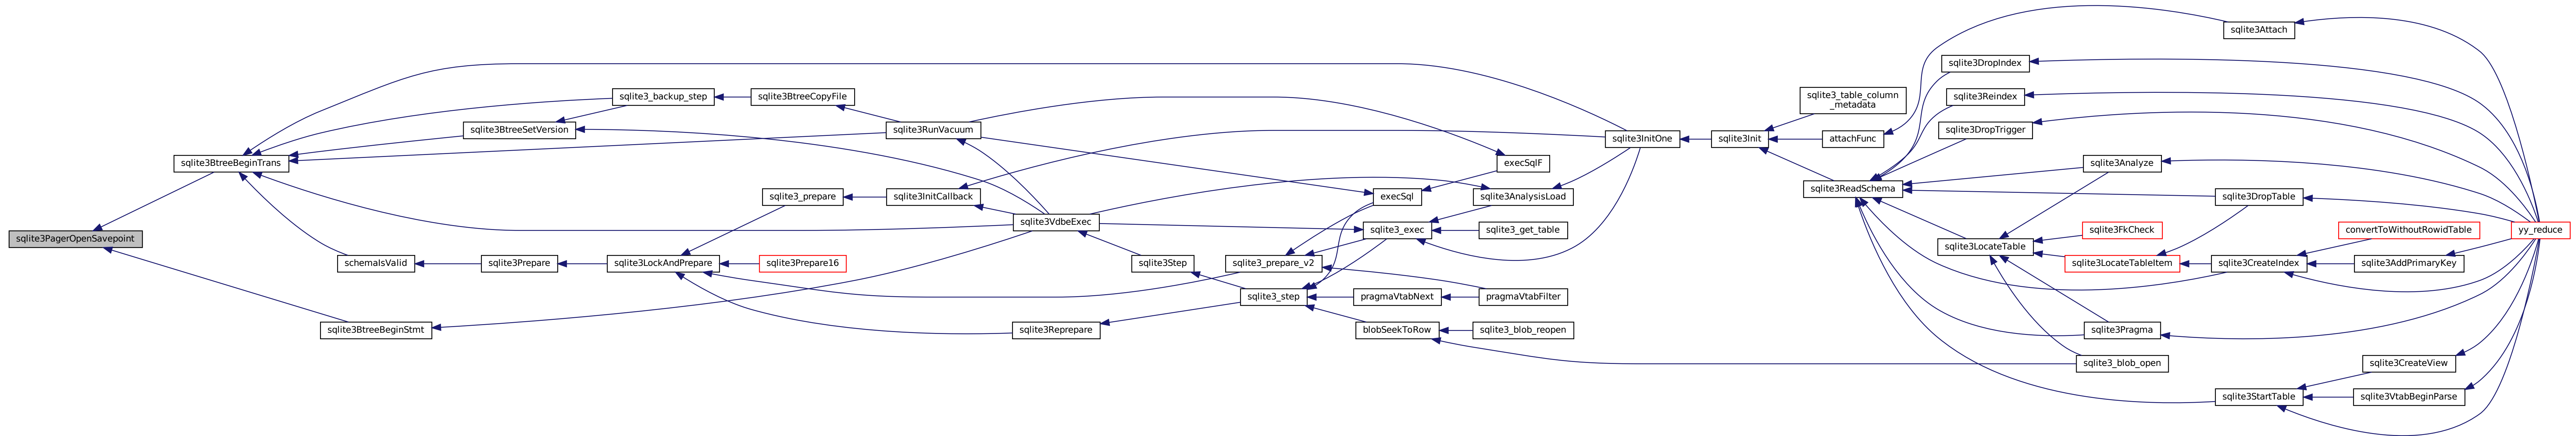 sqlite3PagerOpenSavepoint
sqlite3BtreeBeginTrans
sqlite3BtreeBeginStmt
schemaIsValid
sqlite3BtreeSetVersion
sqlite3Prepare
sqlite3_backup_step
sqlite3LockAndPrepare
sqlite3BtreeCopyFile
sqlite3_prepare
sqlite3Prepare16
sqlite3RunVacuum
sqlite3InitCallback
sqlite3VdbeExec
sqlite3Reprepare
sqlite3Step
sqlite3_prepare_v2
sqlite3_step
execSql
sqlite3_exec
pragmaVtabNext
blobSeekToRow
execSqlF
sqlite3AnalysisLoad
sqlite3_get_table
pragmaVtabFilter
sqlite3_blob_reopen
sqlite3InitOne
sqlite3Init
sqlite3_table_column
_metadata
attachFunc
sqlite3ReadSchema
sqlite3DropIndex
sqlite3Reindex
sqlite3DropTrigger
sqlite3LocateTable
sqlite3Analyze
sqlite3FkCheck
sqlite3LocateTableItem
sqlite3Pragma
sqlite3_blob_open
sqlite3Attach
sqlite3DropTable
sqlite3CreateIndex
sqlite3StartTable
convertToWithoutRowidTable
sqlite3AddPrimaryKey
sqlite3CreateView
sqlite3VtabBeginParse
yy_reduce